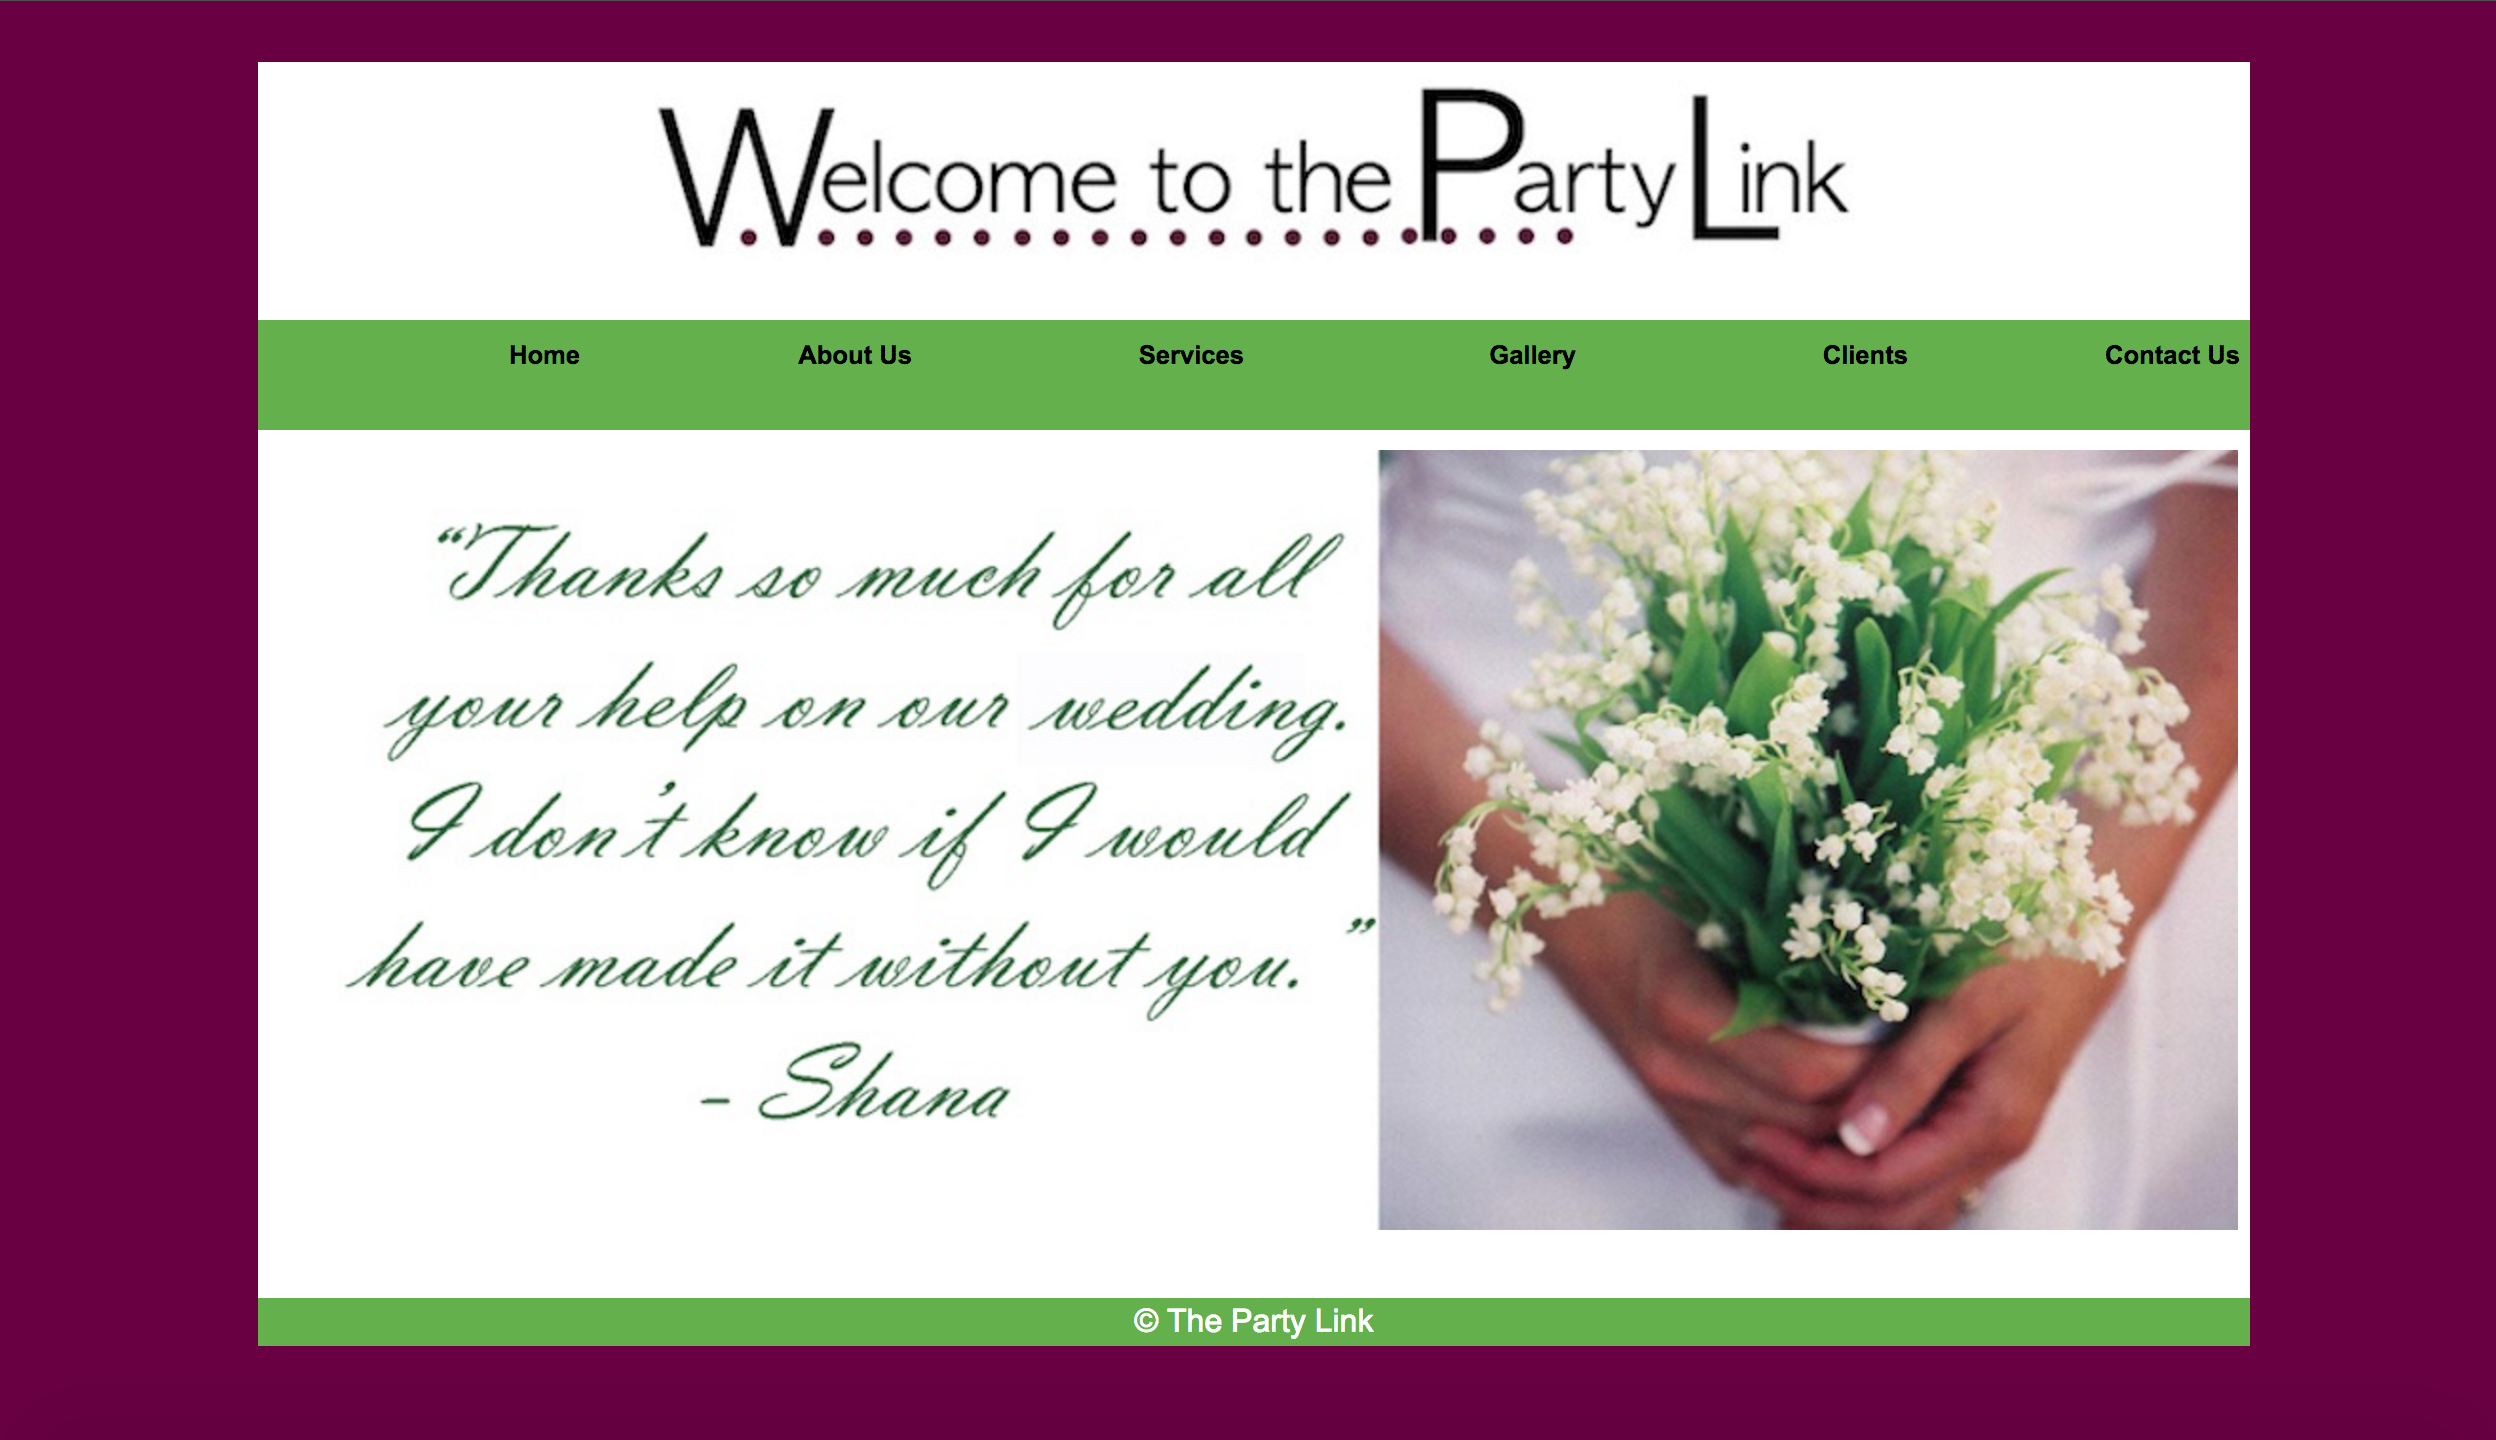 Welcome to the Party Link
Home About Us Services Gallery Clients Contact Us
“Thanks so much for all
your help on our wedding.
I don't know if I would
have made it without you.”
- Shana
© The Party Link